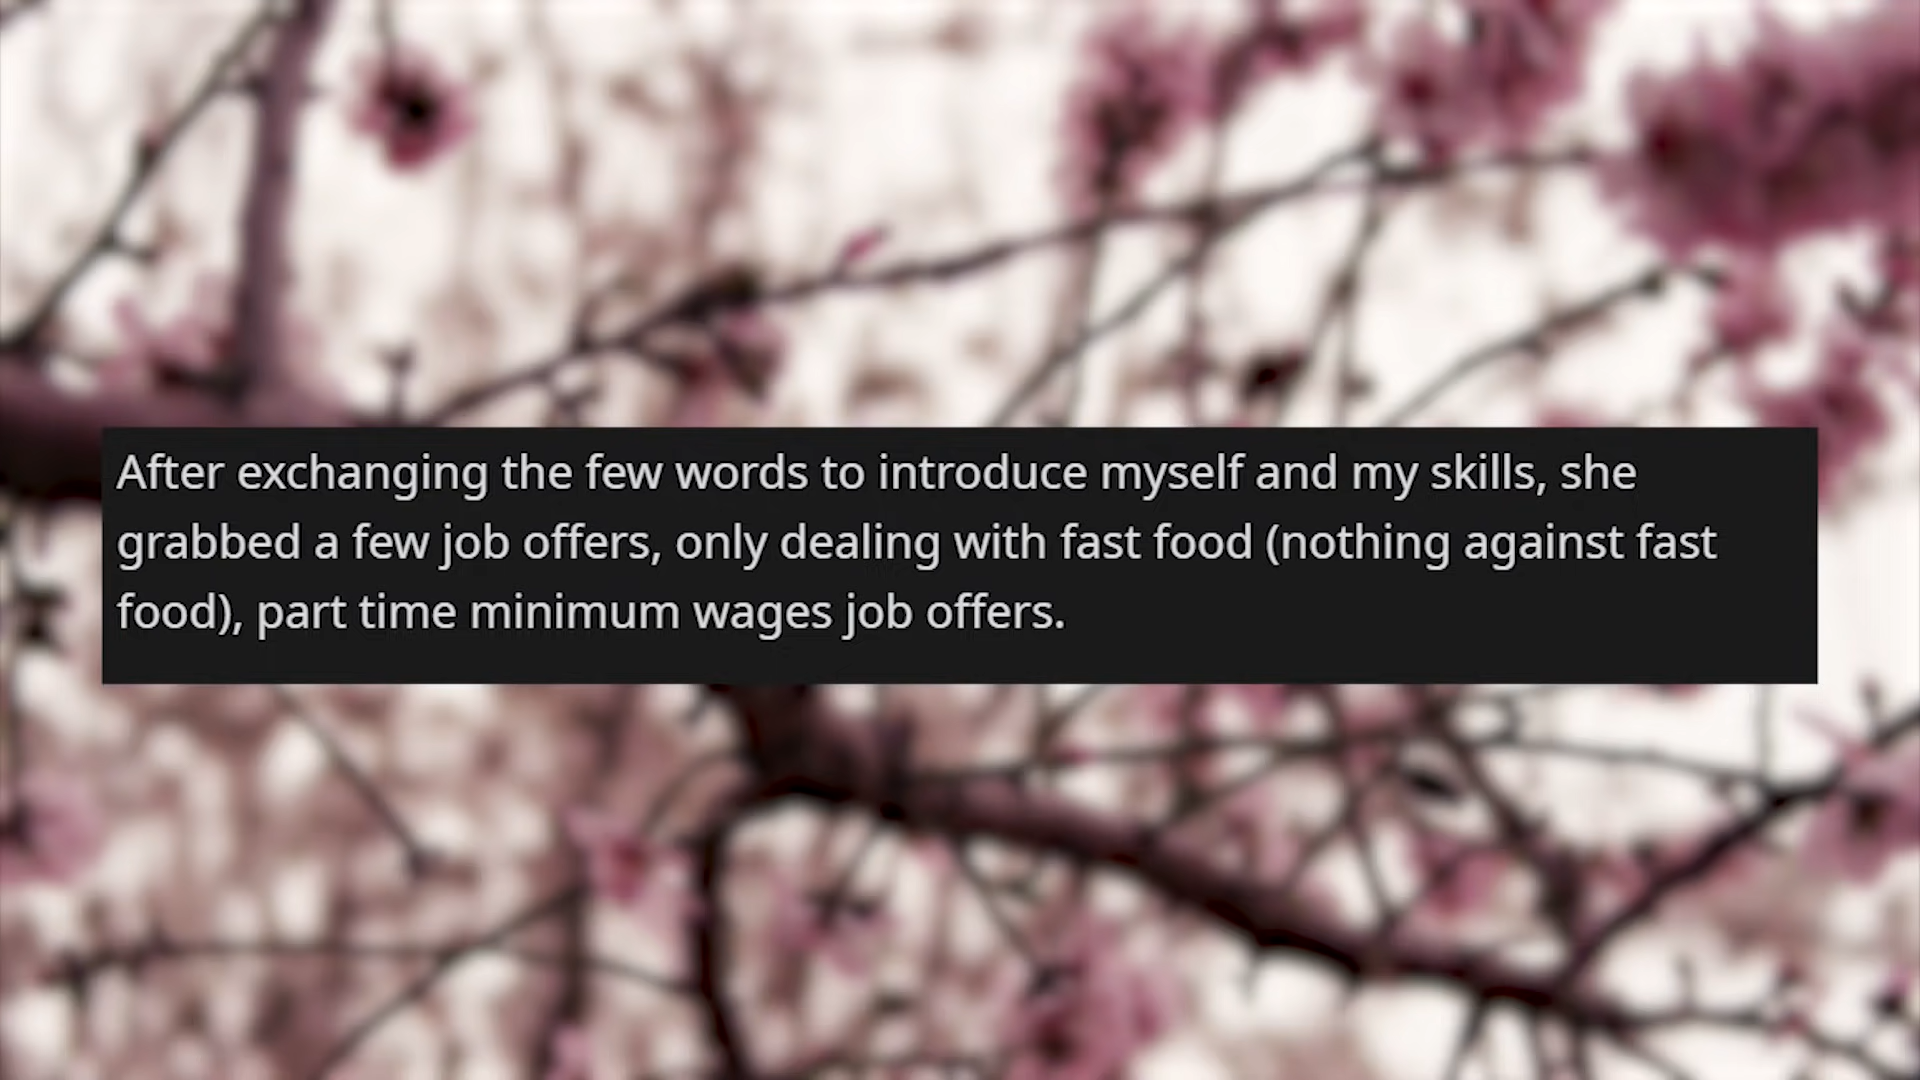 After exchanging the few words to introduce myself and my skills, she
grabbed a few job offers, only dealing with fast food (nothing against fast
food), part time minimum wages job offers.